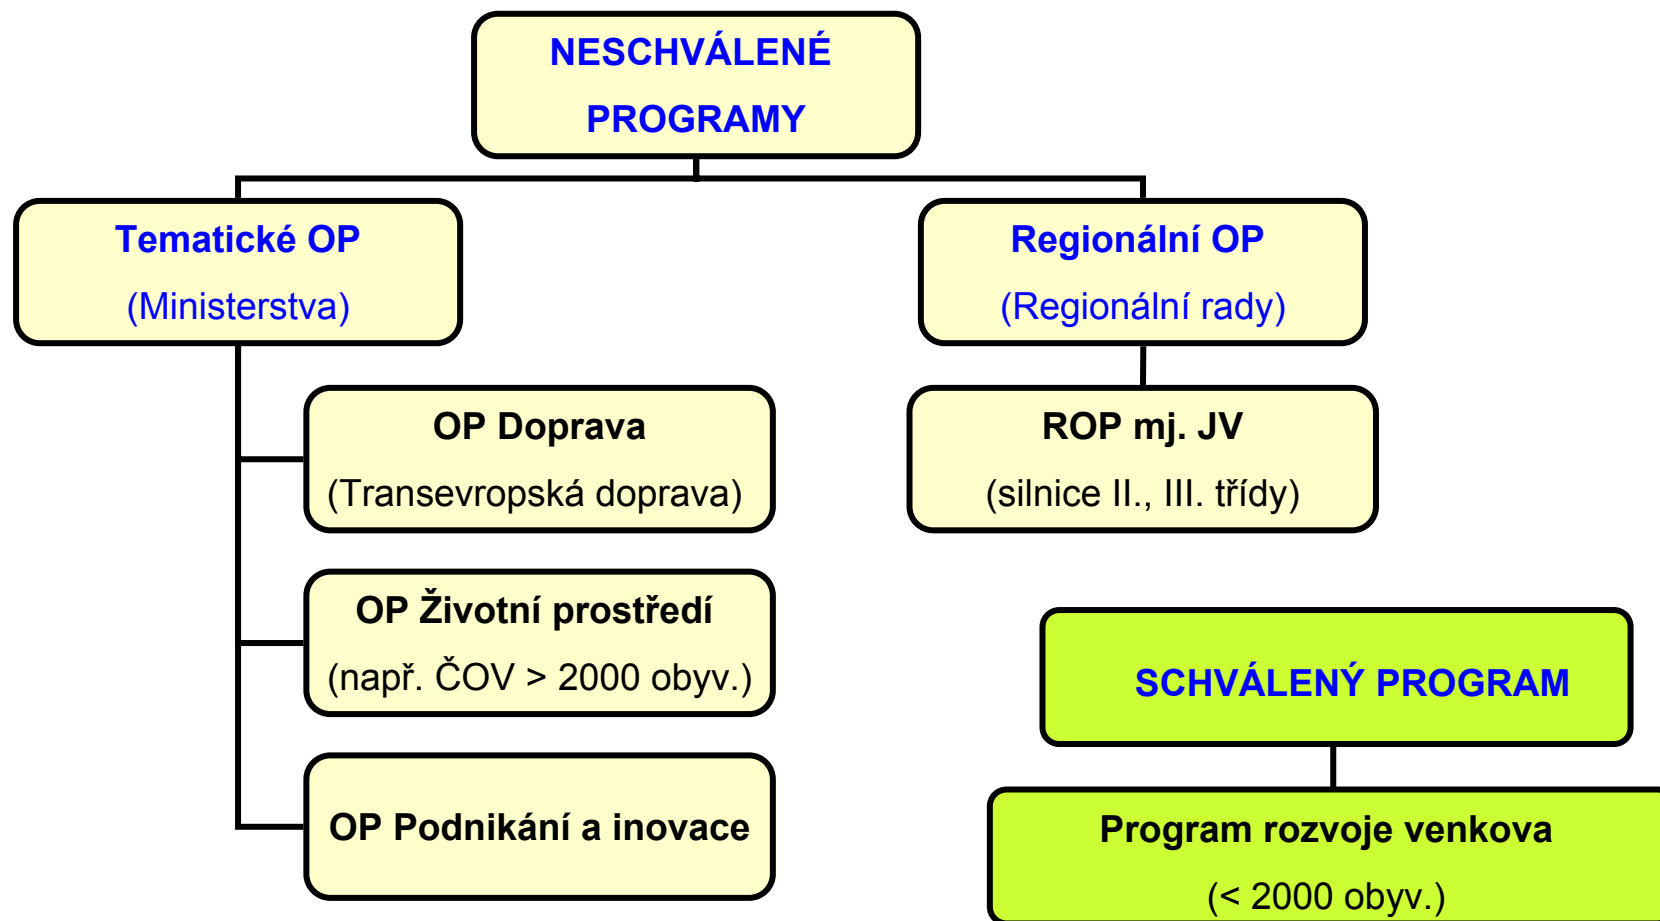 NESCHVÁLENÉ
PROGRAMY
Tematické OP
(Ministerstva)
Regionální OP
(Regionální rady)
OP Doprava
(Transevropská doprava)
ROP mj. JV
(silnice II., III. třídy)
OP Životní prostředí
(např. ČOV > 2000 obyv.)
SCHVÁLENÝ PROGRAM
OP Podnikání a inovace
Program rozvoje venkova
(< 2000 obyv.)